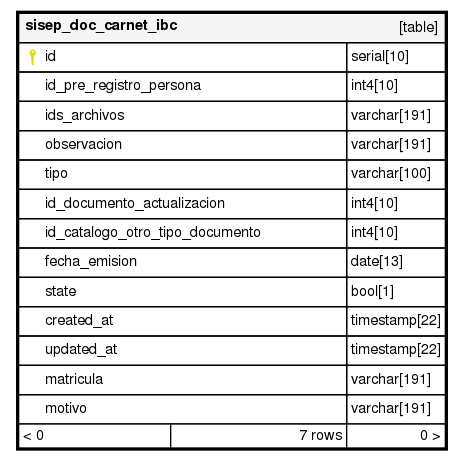 sisep_doc_carnet_ibc [table]
id serial[10]
id_pre_registro_persona int4[10]
ids_archivos varchar[191]
observacion varchar[191]
tipo varchar[100]
id_documento_actualizacion int4[10]
id_catalogo_otro_tipo_documento int4[10]
fecha_emision date[13]
state bool[1]
created_at timestamp[22]
updated_at timestamp[22]
matricula varchar[191]
motivo varchar[191]
< 0 7 rows 0 >